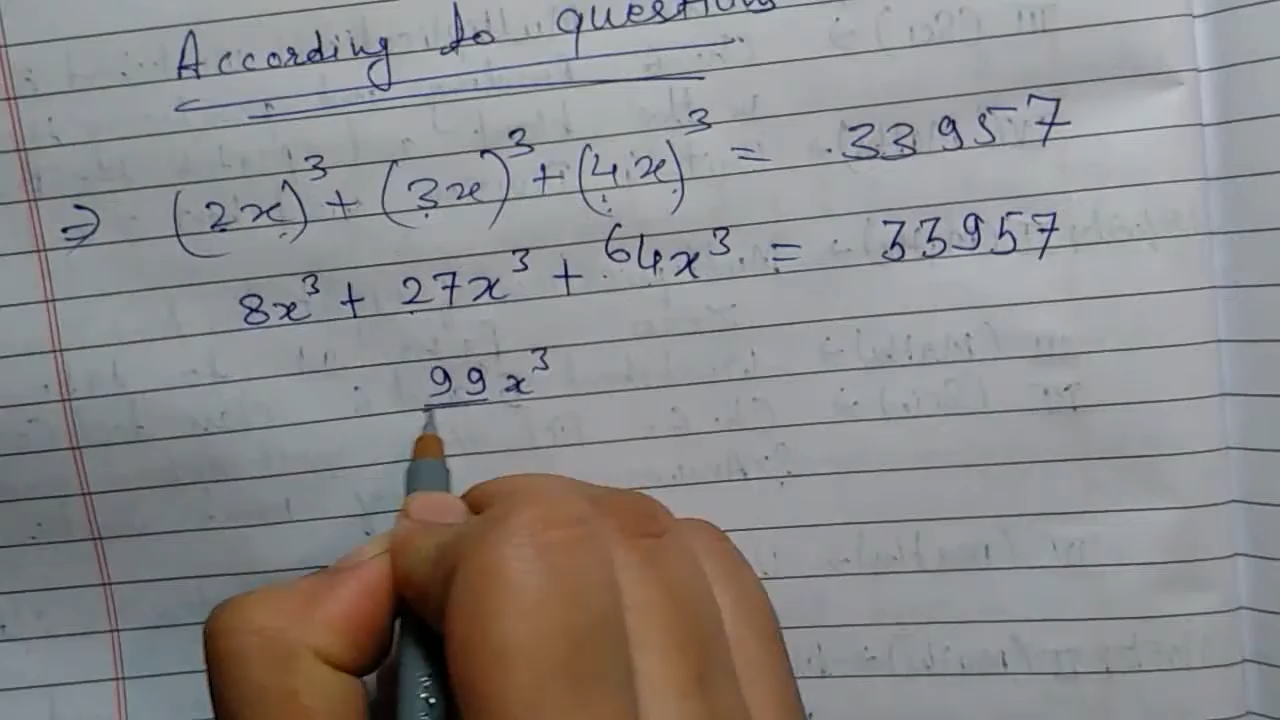 According to question
⇒ (2x)³ + (3x)³ + (4x)³ = 33957
8x³ + 27x³ + 64x³ = 33957
99x³